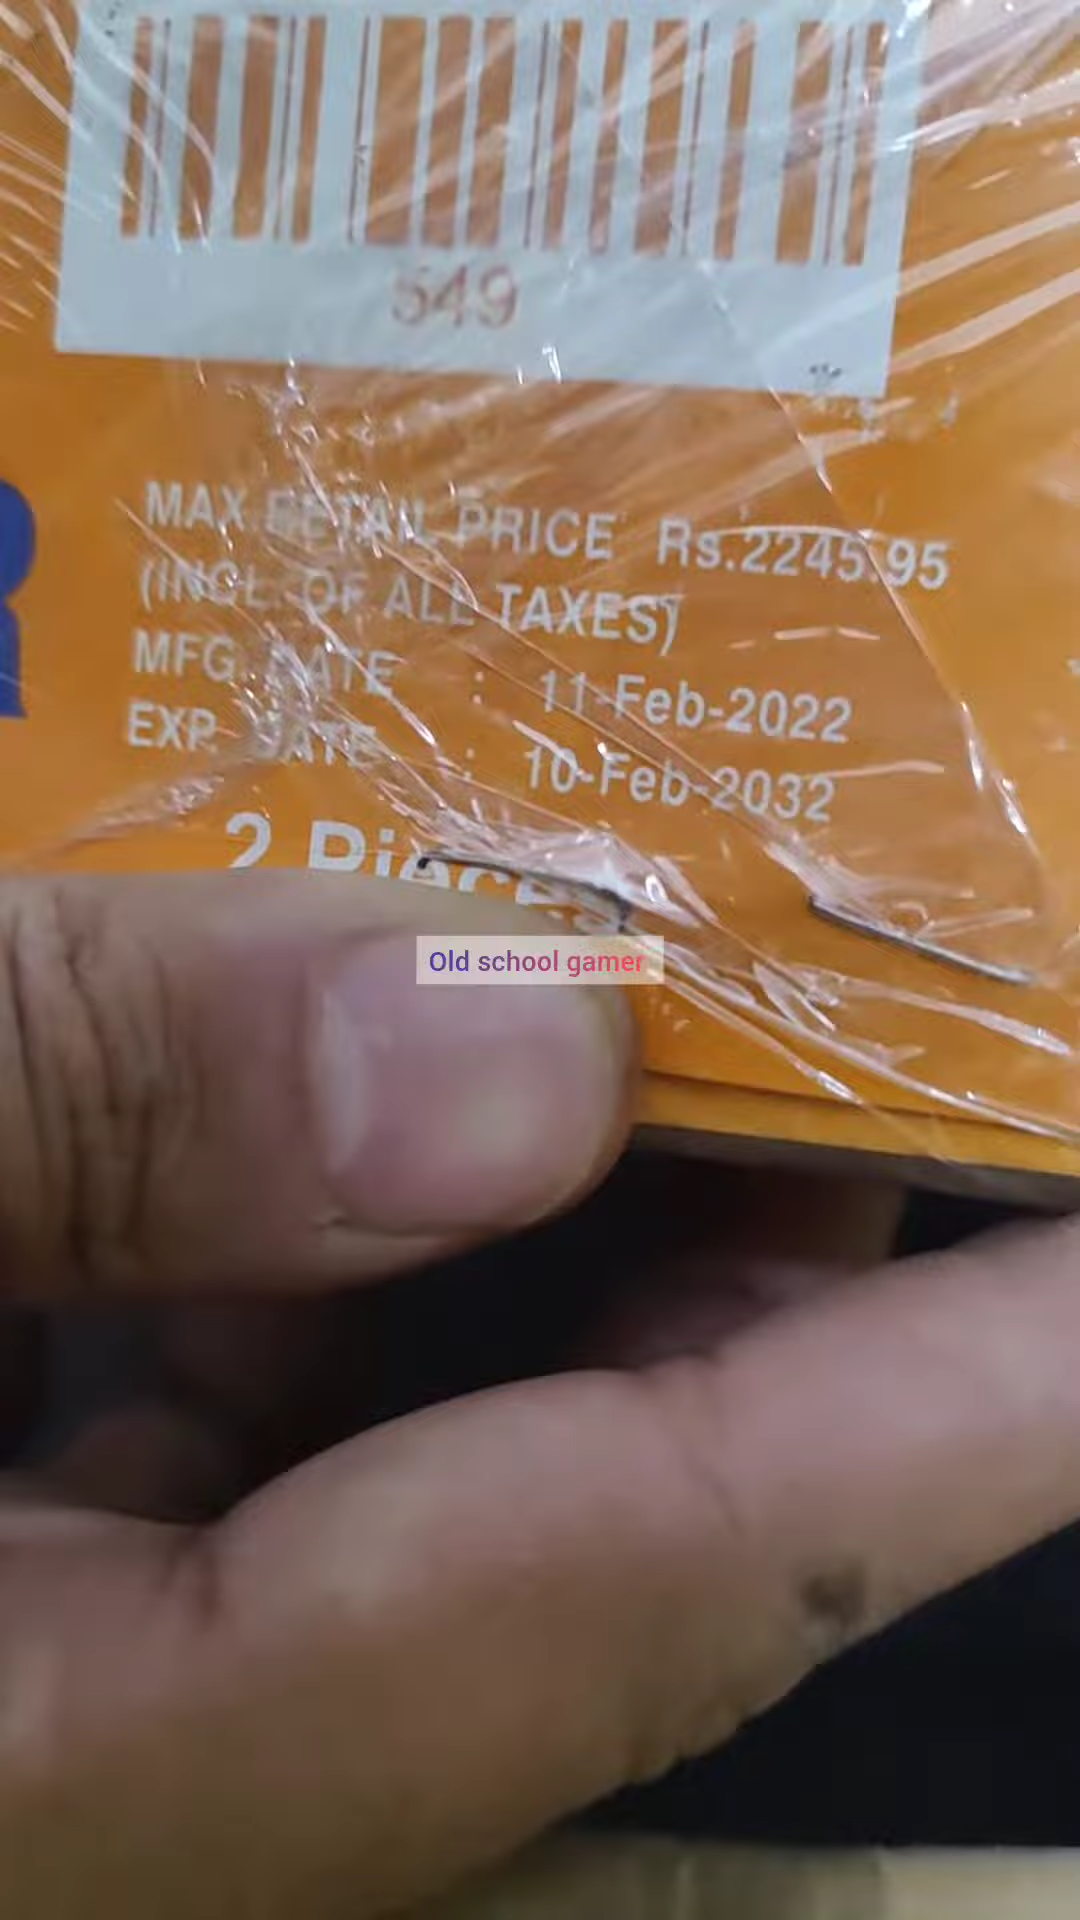 549
MAX RETAIL PRICE Rs.2245.95
(INCL. OF ALL TAXES)
MFG. DATE : 11-Feb-2022
EXP. DATE : 10-Feb-2032
2 Pieces
Old school gamer